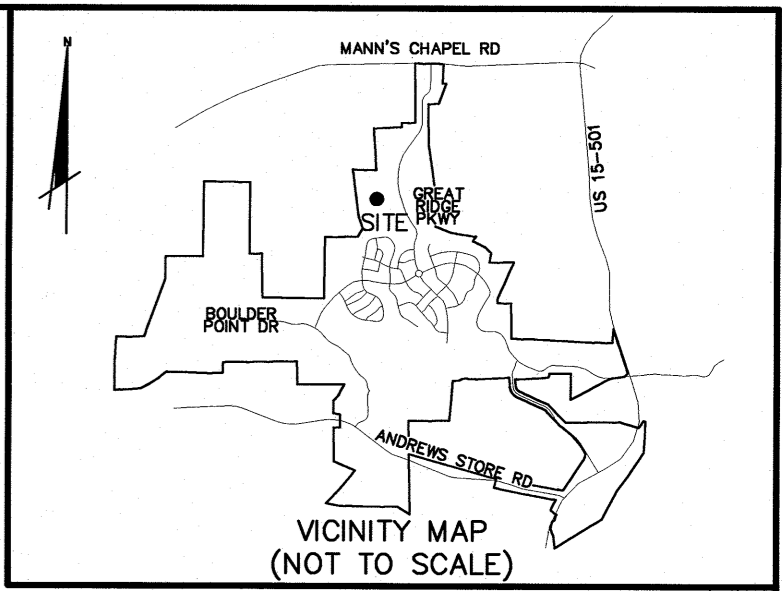 N
MANN'S CHAPEL RD
US 15-501
GREAT
RIDGE
PKWY
SITE
BOULDER
POINT DR
ANDREWS STORE RD
VICINITY MAP
(NOT TO SCALE)